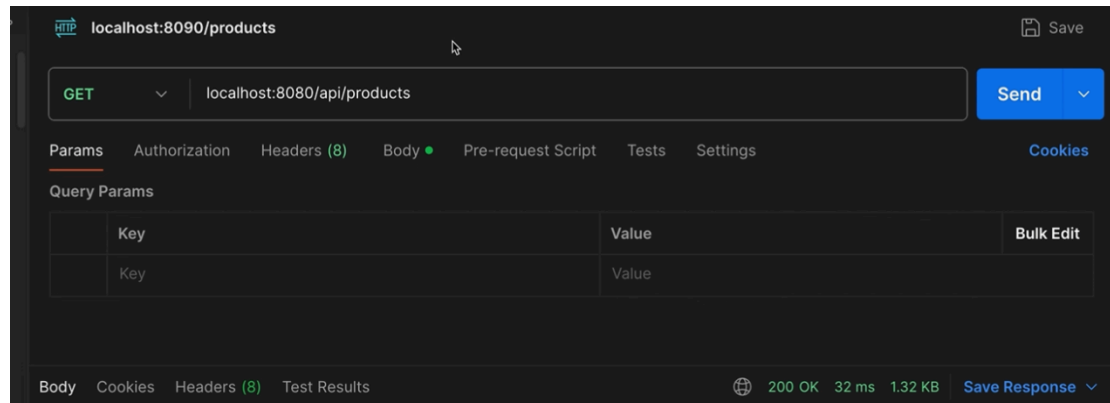 HTTP localhost:8090/products Save
GET localhost:8080/api/products Send
Params Authorization Headers (8) Body Pre-request Script Tests Settings Cookies
Query Params
Key Value Bulk Edit
Key Value
Body Cookies Headers (8) Test Results 200 OK 32 ms 1.32 KB Save Response